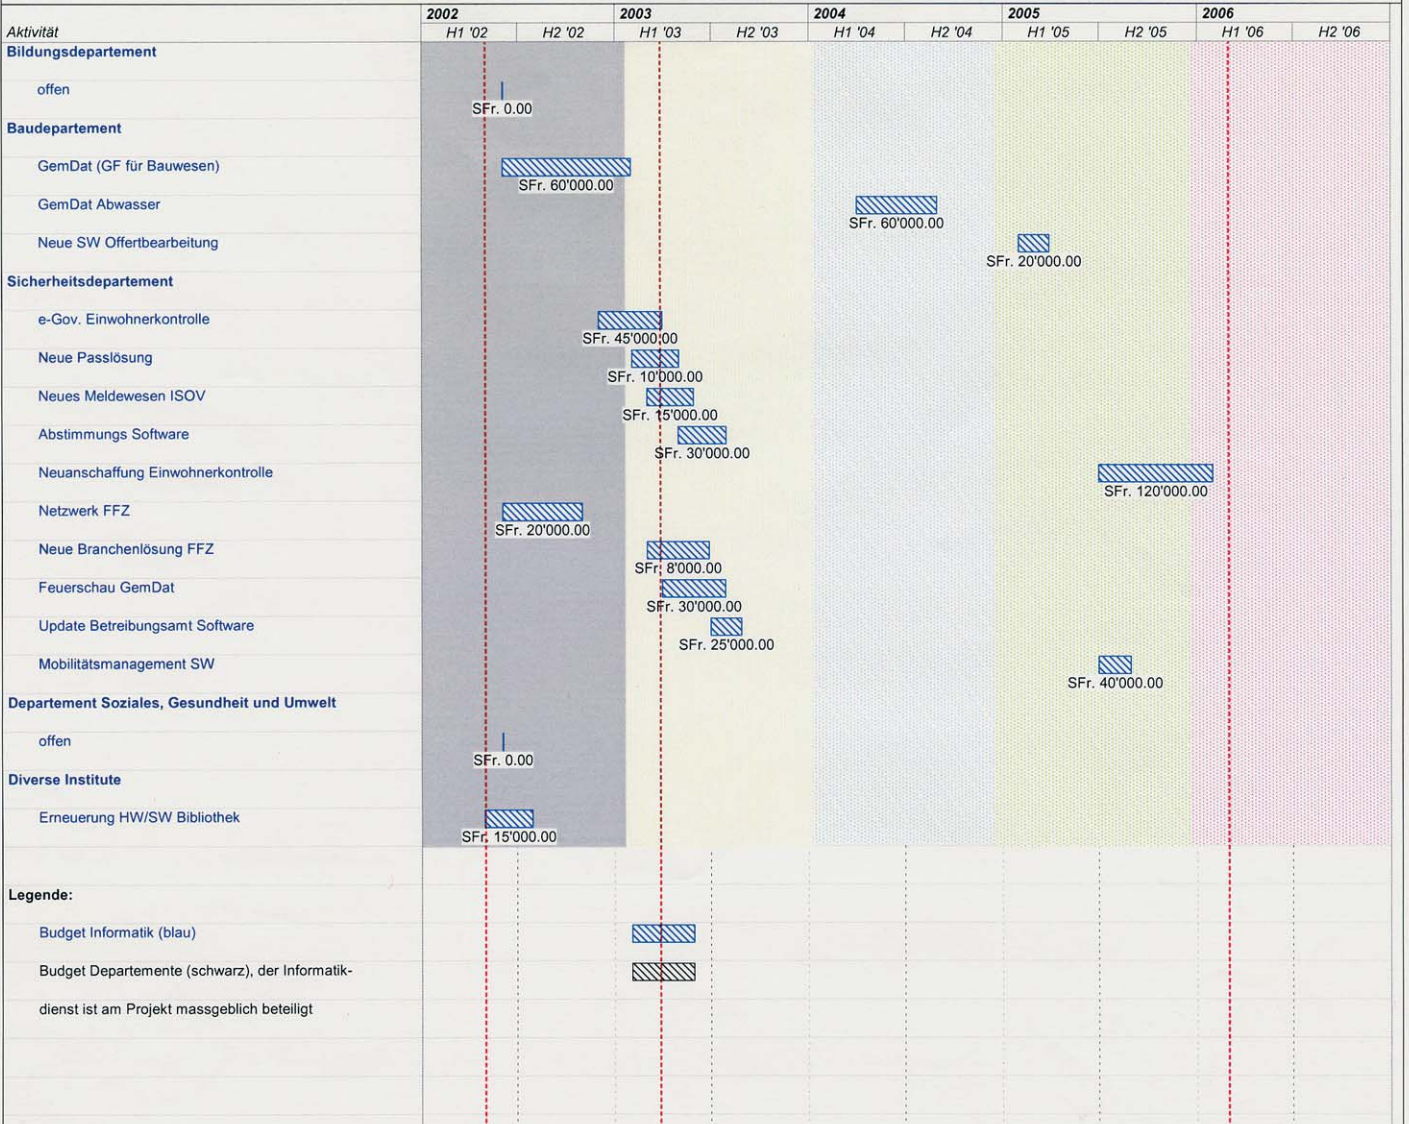 2002 2003 2004 2005 2006
Aktivität H1 '02 H2 '02 H1 '03 H2 '03 H1 '04 H2 '04 H1 '05 H2 '05 H1 '06 H2 '06
Bildungsdepartement
offen
SFr. 0.00
Baudepartement
GemDat (GF für Bauwesen)
SFr. 60'000.00
GemDat Abwasser
SFr. 60'000.00
Neue SW Offertbearbeitung
SFr. 20'000.00
Sicherheitsdepartement
e-Gov. Einwohnerkontrolle
SFr. 45'000.00
Neue Passlösung
SFr. 10'000.00
Neues Meldewesen ISOV
SFr. 15'000.00
Abstimmungs Software
SFr. 30'000.00
Neuanschaffung Einwohnerkontrolle
SFr. 120'000.00
Netzwerk FFZ
SFr. 20'000.00
Neue Branchenlösung FFZ
SFr. 8'000.00
Feuerschau GemDat
SFr. 30'000.00
Update Betreibungsamt Software
SFr. 25'000.00
Mobilitätsmanagement SW
SFr. 40'000.00
Departement Soziales, Gesundheit und Umwelt
offen
SFr. 0.00
Diverse Institute
Erneuerung HW/SW Bibliothek
SFr. 15'000.00
Legende:
Budget Informatik (blau)
Budget Departemente (schwarz), der Informatik-
dienst ist am Projekt massgeblich beteiligt